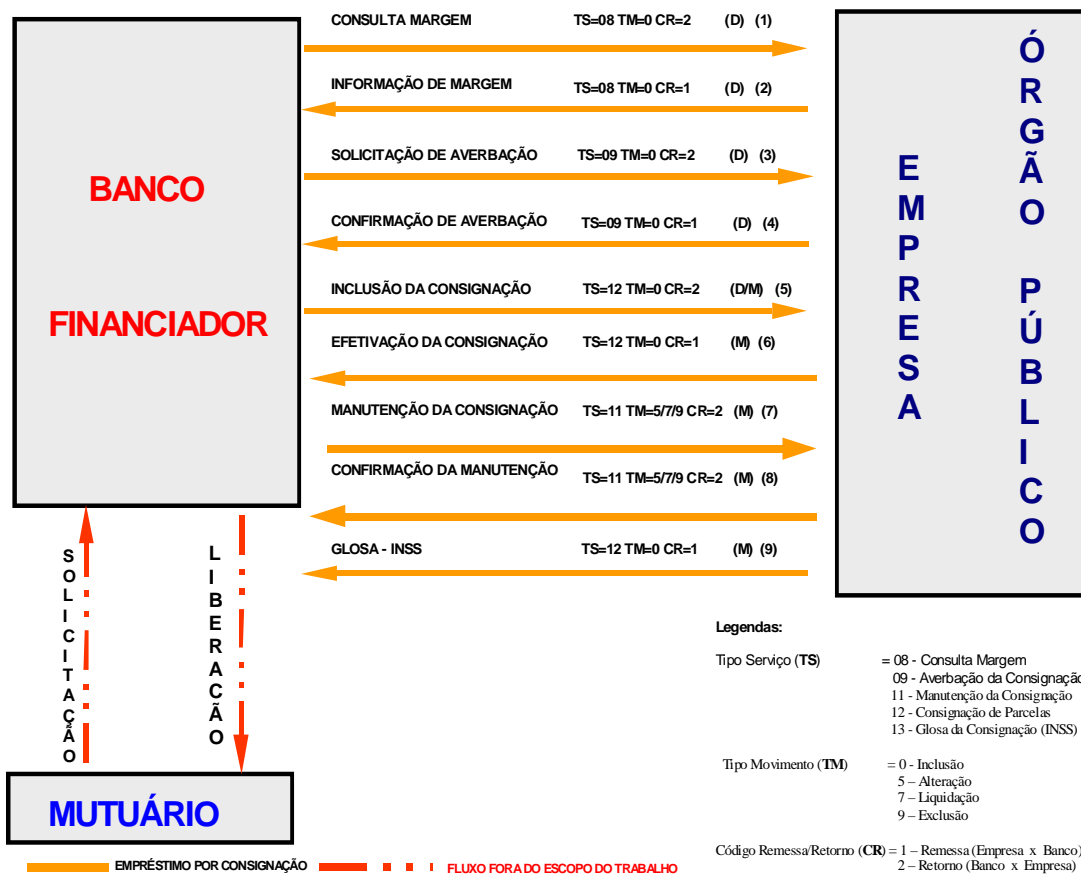 CONSULTA MARGEM TS=08 TM=0 CR=2 (D) (1)
INFORMAÇÃO DE MARGEM TS=08 TM=0 CR=1 (D) (2)
SOLICITAÇÃO DE AVERBAÇÃO TS=09 TM=0 CR=2 (D) (3)
CONFIRMAÇÃO DE AVERBAÇÃO TS=09 TM=0 CR=1 (D) (4)
INCLUSÃO DA CONSIGNAÇÃO TS=12 TM=0 CR=2 (D/M) (5)
EFETIVAÇÃO DA CONSIGNAÇÃO TS=12 TM=0 CR=1 (M) (6)
MANUTENÇÃO DA CONSIGNAÇÃO TS=11 TM=5/7/9 CR=2 (M) (7)
CONFIRMAÇÃO DA MANUTENÇÃO TS=11 TM=5/7/9 CR=2 (M) (8)
GLOSA - INSS TS=12 TM=0 CR=1 (M) (9)
BANCO
FINANCIADOR
EMPRESA
ÓRGÃO PÚBLICO
SOLICITAÇÃO
LIBERACÃO
MUTUÁRIO
Legendas:
Tipo Serviço (TS) = 08 - Consulta Margem
09 - Averbação da Consignação
11 - Manutenção da Consignação
12 - Consignação de Parcelas
13 - Glosa da Consignação (INSS)
Tipo Movimento (TM) = 0 - Inclusão
5 – Alteração
7 – Liquidação
9 – Exclusão
Código Remessa/Retorno (CR) = 1 – Remessa (Empresa x Banco)
2 – Retorno (Banco x Empresa)
EMPRÉSTIMO POR CONSIGNAÇÃO
FLUXO FORA DO ESCOPO DO TRABALHO